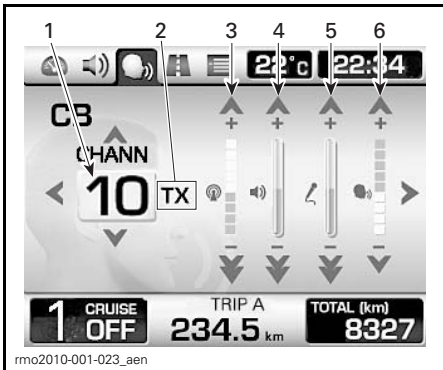 1 2 3 4 5 6
22°c 22:34
CB
CHANN
10 TX
+ + + +
- - - -
1 CRUISE OFF
TRIP A
234.5 km
TOTAL (km)
8327
rmo2010-001-023_aen